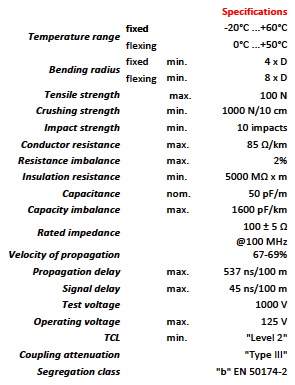 Specifications
Temperature range fixed -20°C ...+60°C
flexing 0°C ...+50°C
Bending radius fixed min. 4 x D
flexing min. 8 x D
Tensile strength max. 100 N
Crushing strength min. 1000 N/10 cm
Impact strength min. 10 impacts
Conductor resistance max. 85 Ω/km
Resistance imbalance max. 2%
Insulation resistance min. 5000 MΩ x m
Capacitance nom. 50 pF/m
Capacity imbalance max. 1600 pF/km
Rated impedance 100 ± 5 Ω
@100 MHz
Velocity of propagation 67-69%
Propagation delay max. 537 ns/100 m
Signal delay max. 45 ns/100 m
Test voltage 1000 V
Operating voltage max. 125 V
TCL min. "Level 2"
Coupling attenuation "Type III"
Segregation class "b" EN 50174-2